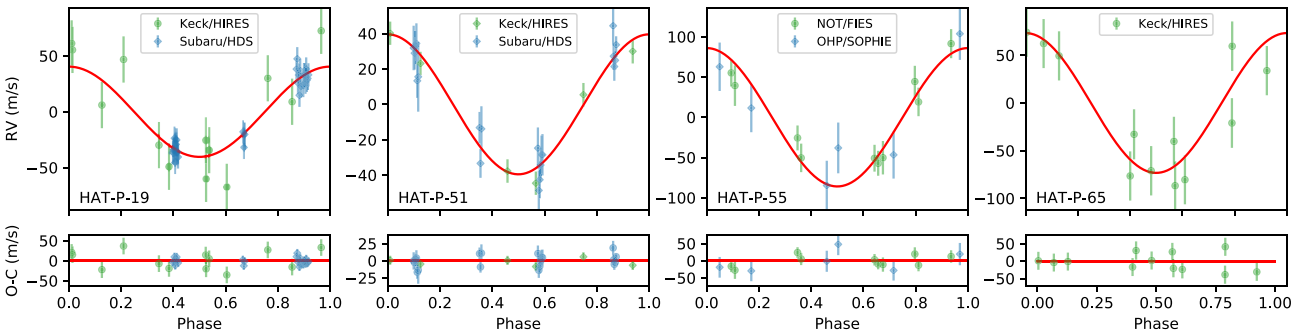 RV (m/s)
50
0
−50
Keck/HIRES
Subaru/HDS
HAT-P-19
40
20
0
−20
−40
Keck/HIRES
Subaru/HDS
HAT-P-51
100
50
0
−50
−100
NOT/FIES
OHP/SOPHIE
HAT-P-55
50
0
−50
−100
Keck/HIRES
HAT-P-65
O-C (m/s)
50
0
−50
0.0 0.2 0.4 0.6 0.8 1.0
Phase
25
0
−25
0.0 0.2 0.4 0.6 0.8 1.0
Phase
50
0
−50
0.0 0.2 0.4 0.6 0.8 1.0
Phase
50
0
−50
0.00 0.25 0.50 0.75 1.00
Phase